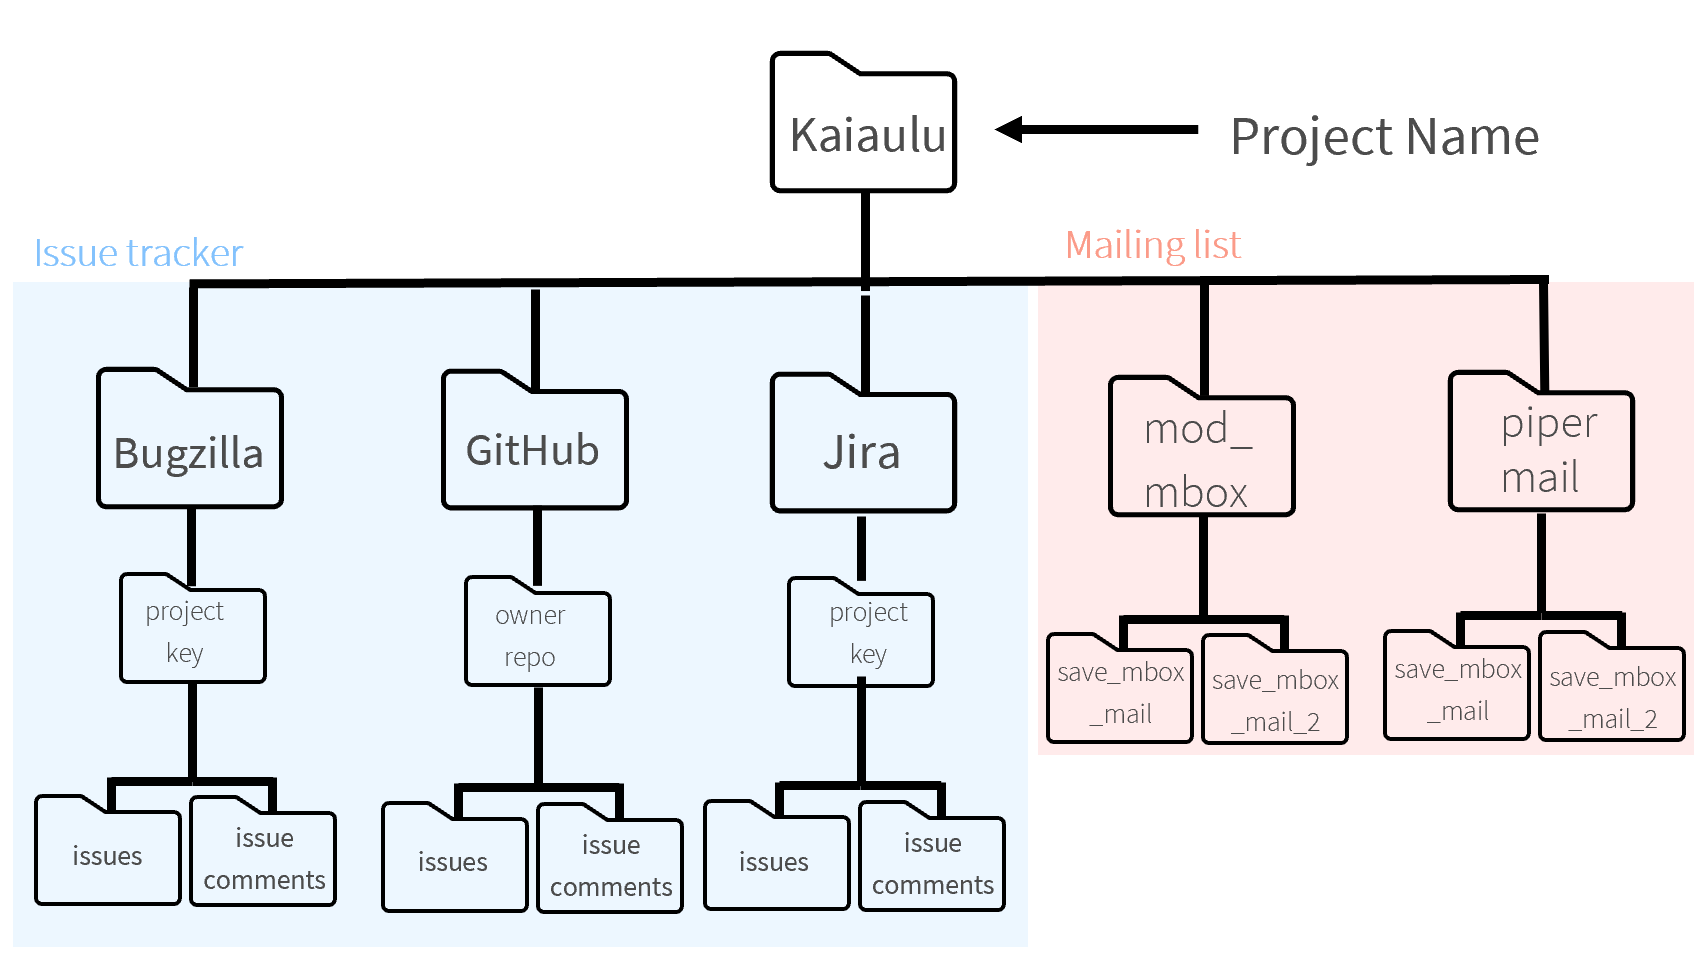 Kaiaulu
Project Name
Issue tracker
Mailing list
Bugzilla
GitHub
Jira
mod_
mbox
piper
mail
project
key
owner
repo
project
key
save_mbox
_mail
save_mbox
_mail_2
save_mbox
_mail
save_mbox
_mail_2
issues
issue
comments
issues
issue
comments
issues
issue
comments